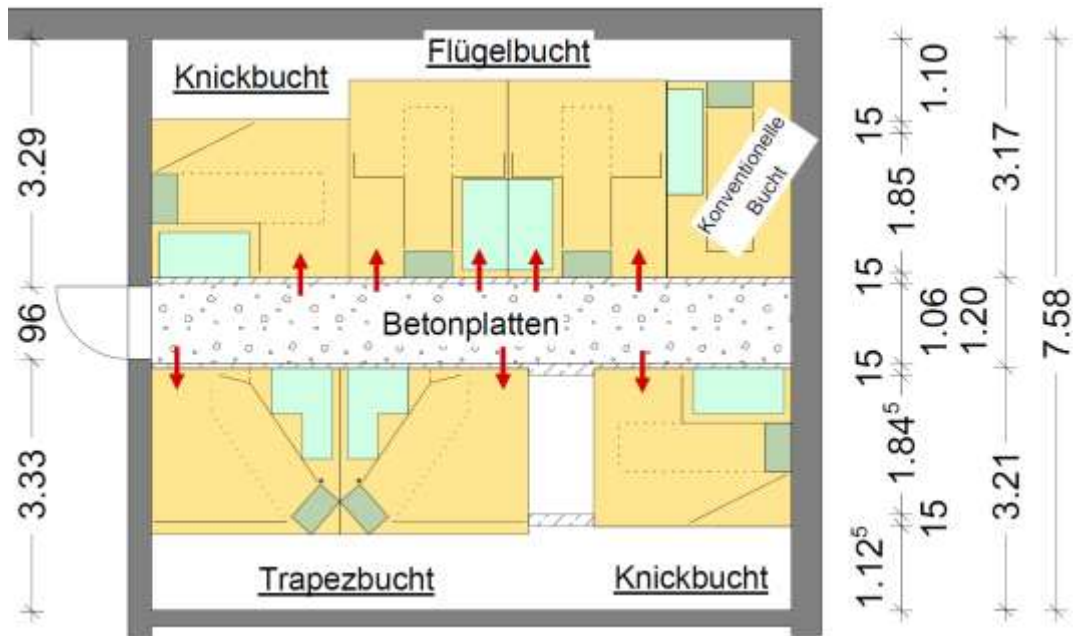 Flügelbucht
Knickbucht
Konventionelle
Bucht
Betonplatten
Trapezbucht
Knickbucht
3.29
96
3.33
1.10
15
1.85
15
1.06
15
1.84⁵
15
1.12⁵
1.20
3.17
3.21
7.58